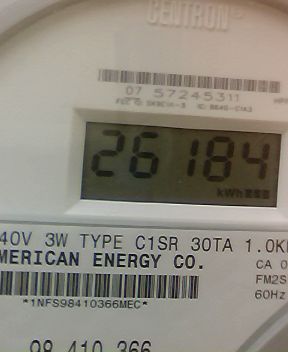 CENTRON®
07 57245311
26184
kWh
40V 3W TYPE C1SR 30TA 1.0K
MERICAN ENERGY CO.
CA 0
FM2S
60Hz
*1NFS98410366MEC*
98 410 366